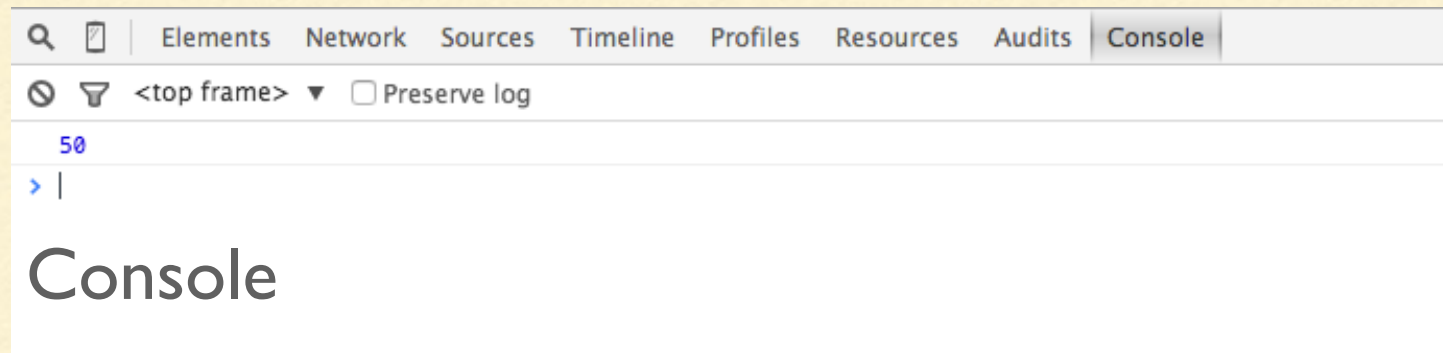 Elements Network Sources Timeline Profiles Resources Audits Console
<top frame> ▼ Preserve log
50
>
Console